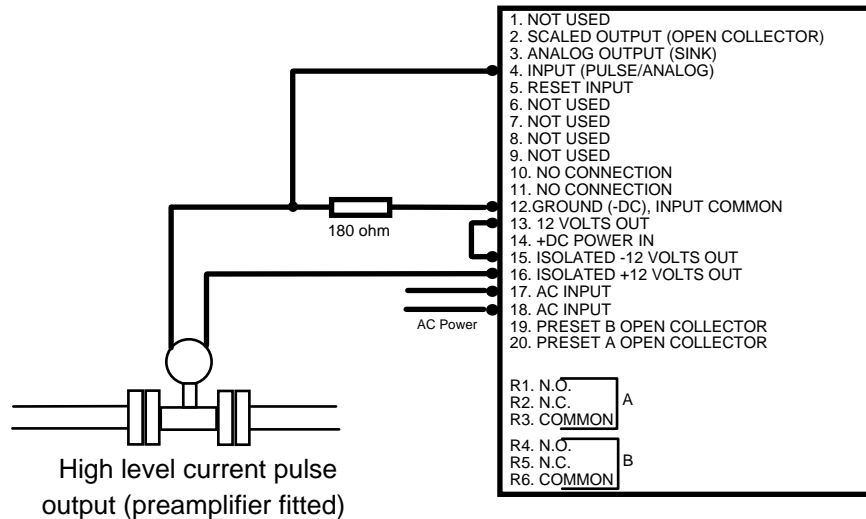 1. NOT USED
2. SCALED OUTPUT (OPEN COLLECTOR)
3. ANALOG OUTPUT (SINK)
4. INPUT (PULSE/ANALOG)
5. RESET INPUT
6. NOT USED
7. NOT USED
8. NOT USED
9. NOT USED
10. NO CONNECTION
11. NO CONNECTION
12.GROUND (-DC), INPUT COMMON
13. 12 VOLTS OUT
14. +DC POWER IN
15. ISOLATED -12 VOLTS OUT
16. ISOLATED +12 VOLTS OUT
17. AC INPUT
18. AC INPUT
19. PRESET B OPEN COLLECTOR
20. PRESET A OPEN COLLECTOR
R1. N.O.
R2. N.C.
R3. COMMON
A
R4. N.O.
R5. N.C.
R6. COMMON
B
180 ohm
AC Power
High level current pulse
output (preamplifier fitted)